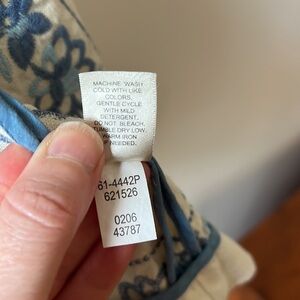 MACHINE WASH
COLD WITH LIKE
COLORS,
GENTLE CYCLE
WITH MILD
DETERGENT.
DO NOT BLEACH.
TUMBLE DRY LOW.
WARM IRON
IF NEEDED.
61-4442P
621526
0206
43787